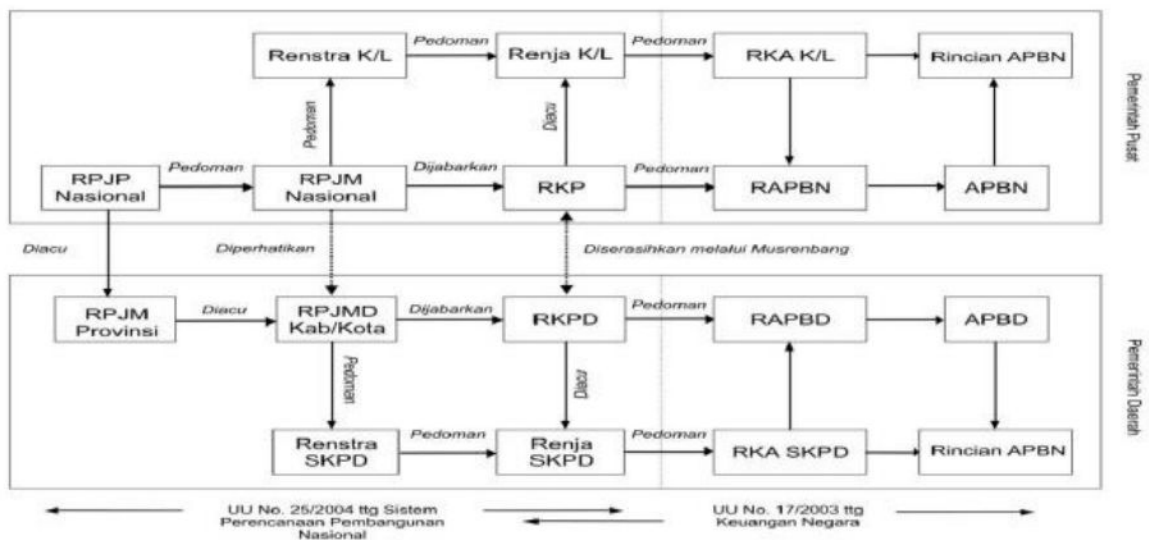 Pedoman
Pedoman
Renstra K/L
Renja K/L
RKA K/L
Rincian APBN
Pedoman
Diacu
Pemerintah Pusat
Pedoman
Dijabarkan
Pedoman
RPJP
Nasional
RPJM
Nasional
RKP
RAPBN
APBN
Diacu
Diperhatikan
Diserasihkan melalui Musrenbang
RPJM
Provinsi
Diacu
RPJMD
Kab/Kota
Dijabarkan
RKPD
Pedoman
RAPBD
APBD
Pedoman
Diacu
Pemerintah Daerah
Renstra
SKPD
Pedoman
Renja
SKPD
Pedoman
RKA SKPD
Rincian APBN
UU No. 25/2004 ttg Sistem
Perencanaan Pembangunan
Nasional
UU No. 17/2003 ttg
Keuangan Negara